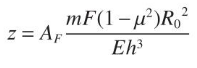 z = A_F \frac{mF(1-\mu^2)R_0^2}{Eh^3}